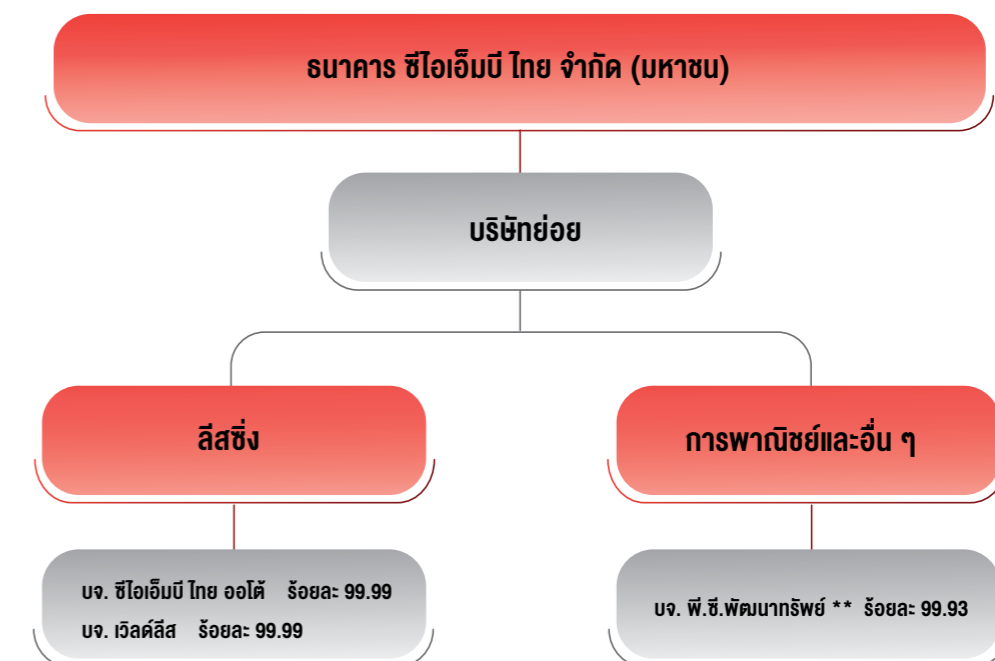 ธนาคาร ซีไอเอ็มบี ไทย จำกัด (มหาชน)
บริษัทย่อย
ลีสซิ่ง
การพาณิชย์และอื่น ๆ
บจ. ซีไอเอ็มบี ไทย ออโต้ ร้อยละ 99.99
บจ. เวิลด์ลีส ร้อยละ 99.99
บจ. พี.ซี.พัฒนาทรัพย์ ** ร้อยละ 99.93